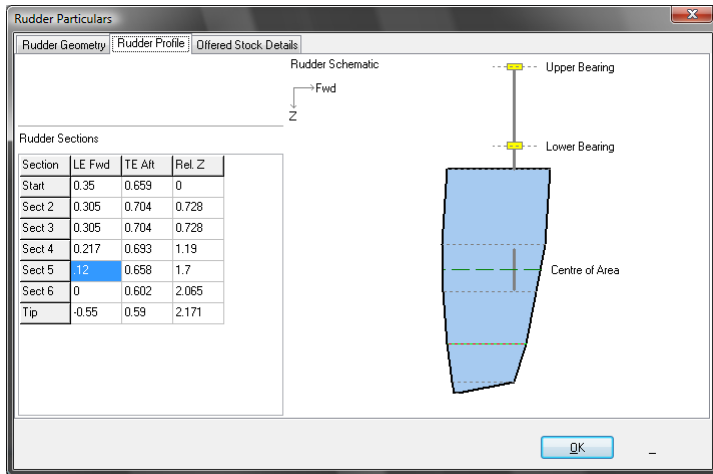 Rudder Particulars
Rudder Geometry Rudder Profile Offered Stock Details
Rudder Schematic
Fwd
Z
Upper Bearing
Lower Bearing
Centre of Area
Rudder Sections
Section LE Fwd TE Aft Rel. Z
Start 0.35 0.659 0
Sect 2 0.305 0.704 0.728
Sect 3 0.305 0.704 0.728
Sect 4 0.217 0.693 1.19
Sect 5 .12 0.658 1.7
Sect 6 0 0.602 2.065
Tip -0.55 0.59 2.171
OK